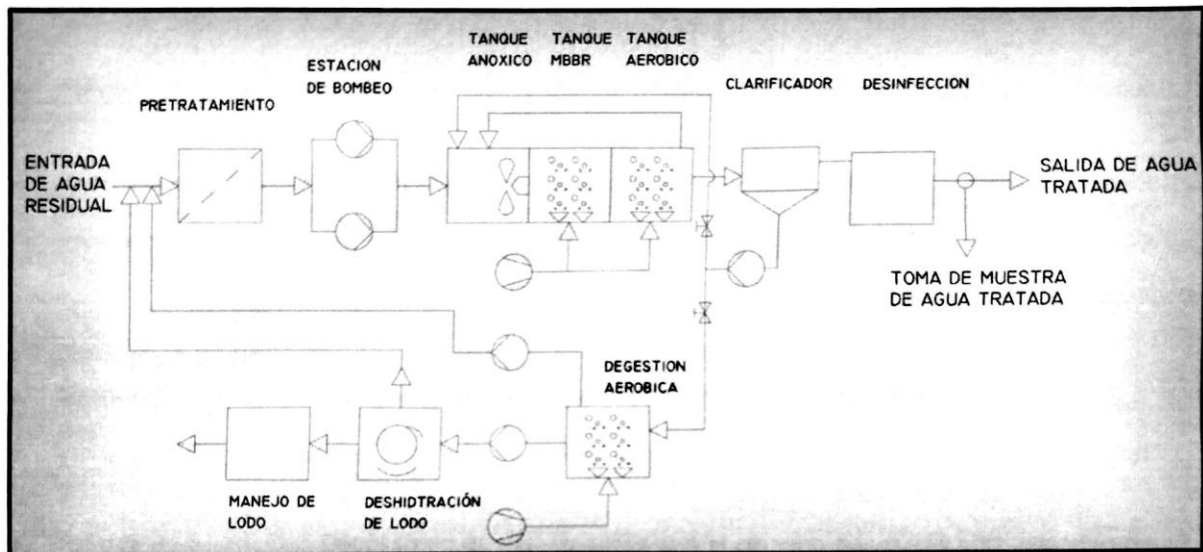 TANQUE
ANOXICO
TANQUE
MBBR
TANQUE
AEROBICO
ESTACION
DE BOMBEO
CLARIFICADOR
DESINFECCION
PRETRATAMIENTO
ENTRADA
DE AGUA
RESIDUAL
SALIDA DE AGUA
TRATADA
TOMA DE MUESTRA
DE AGUA TRATADA
DEGESTION
AEROBICA
MANEJO DE
LODO
DESHIDTRACIÓN
DE LODO